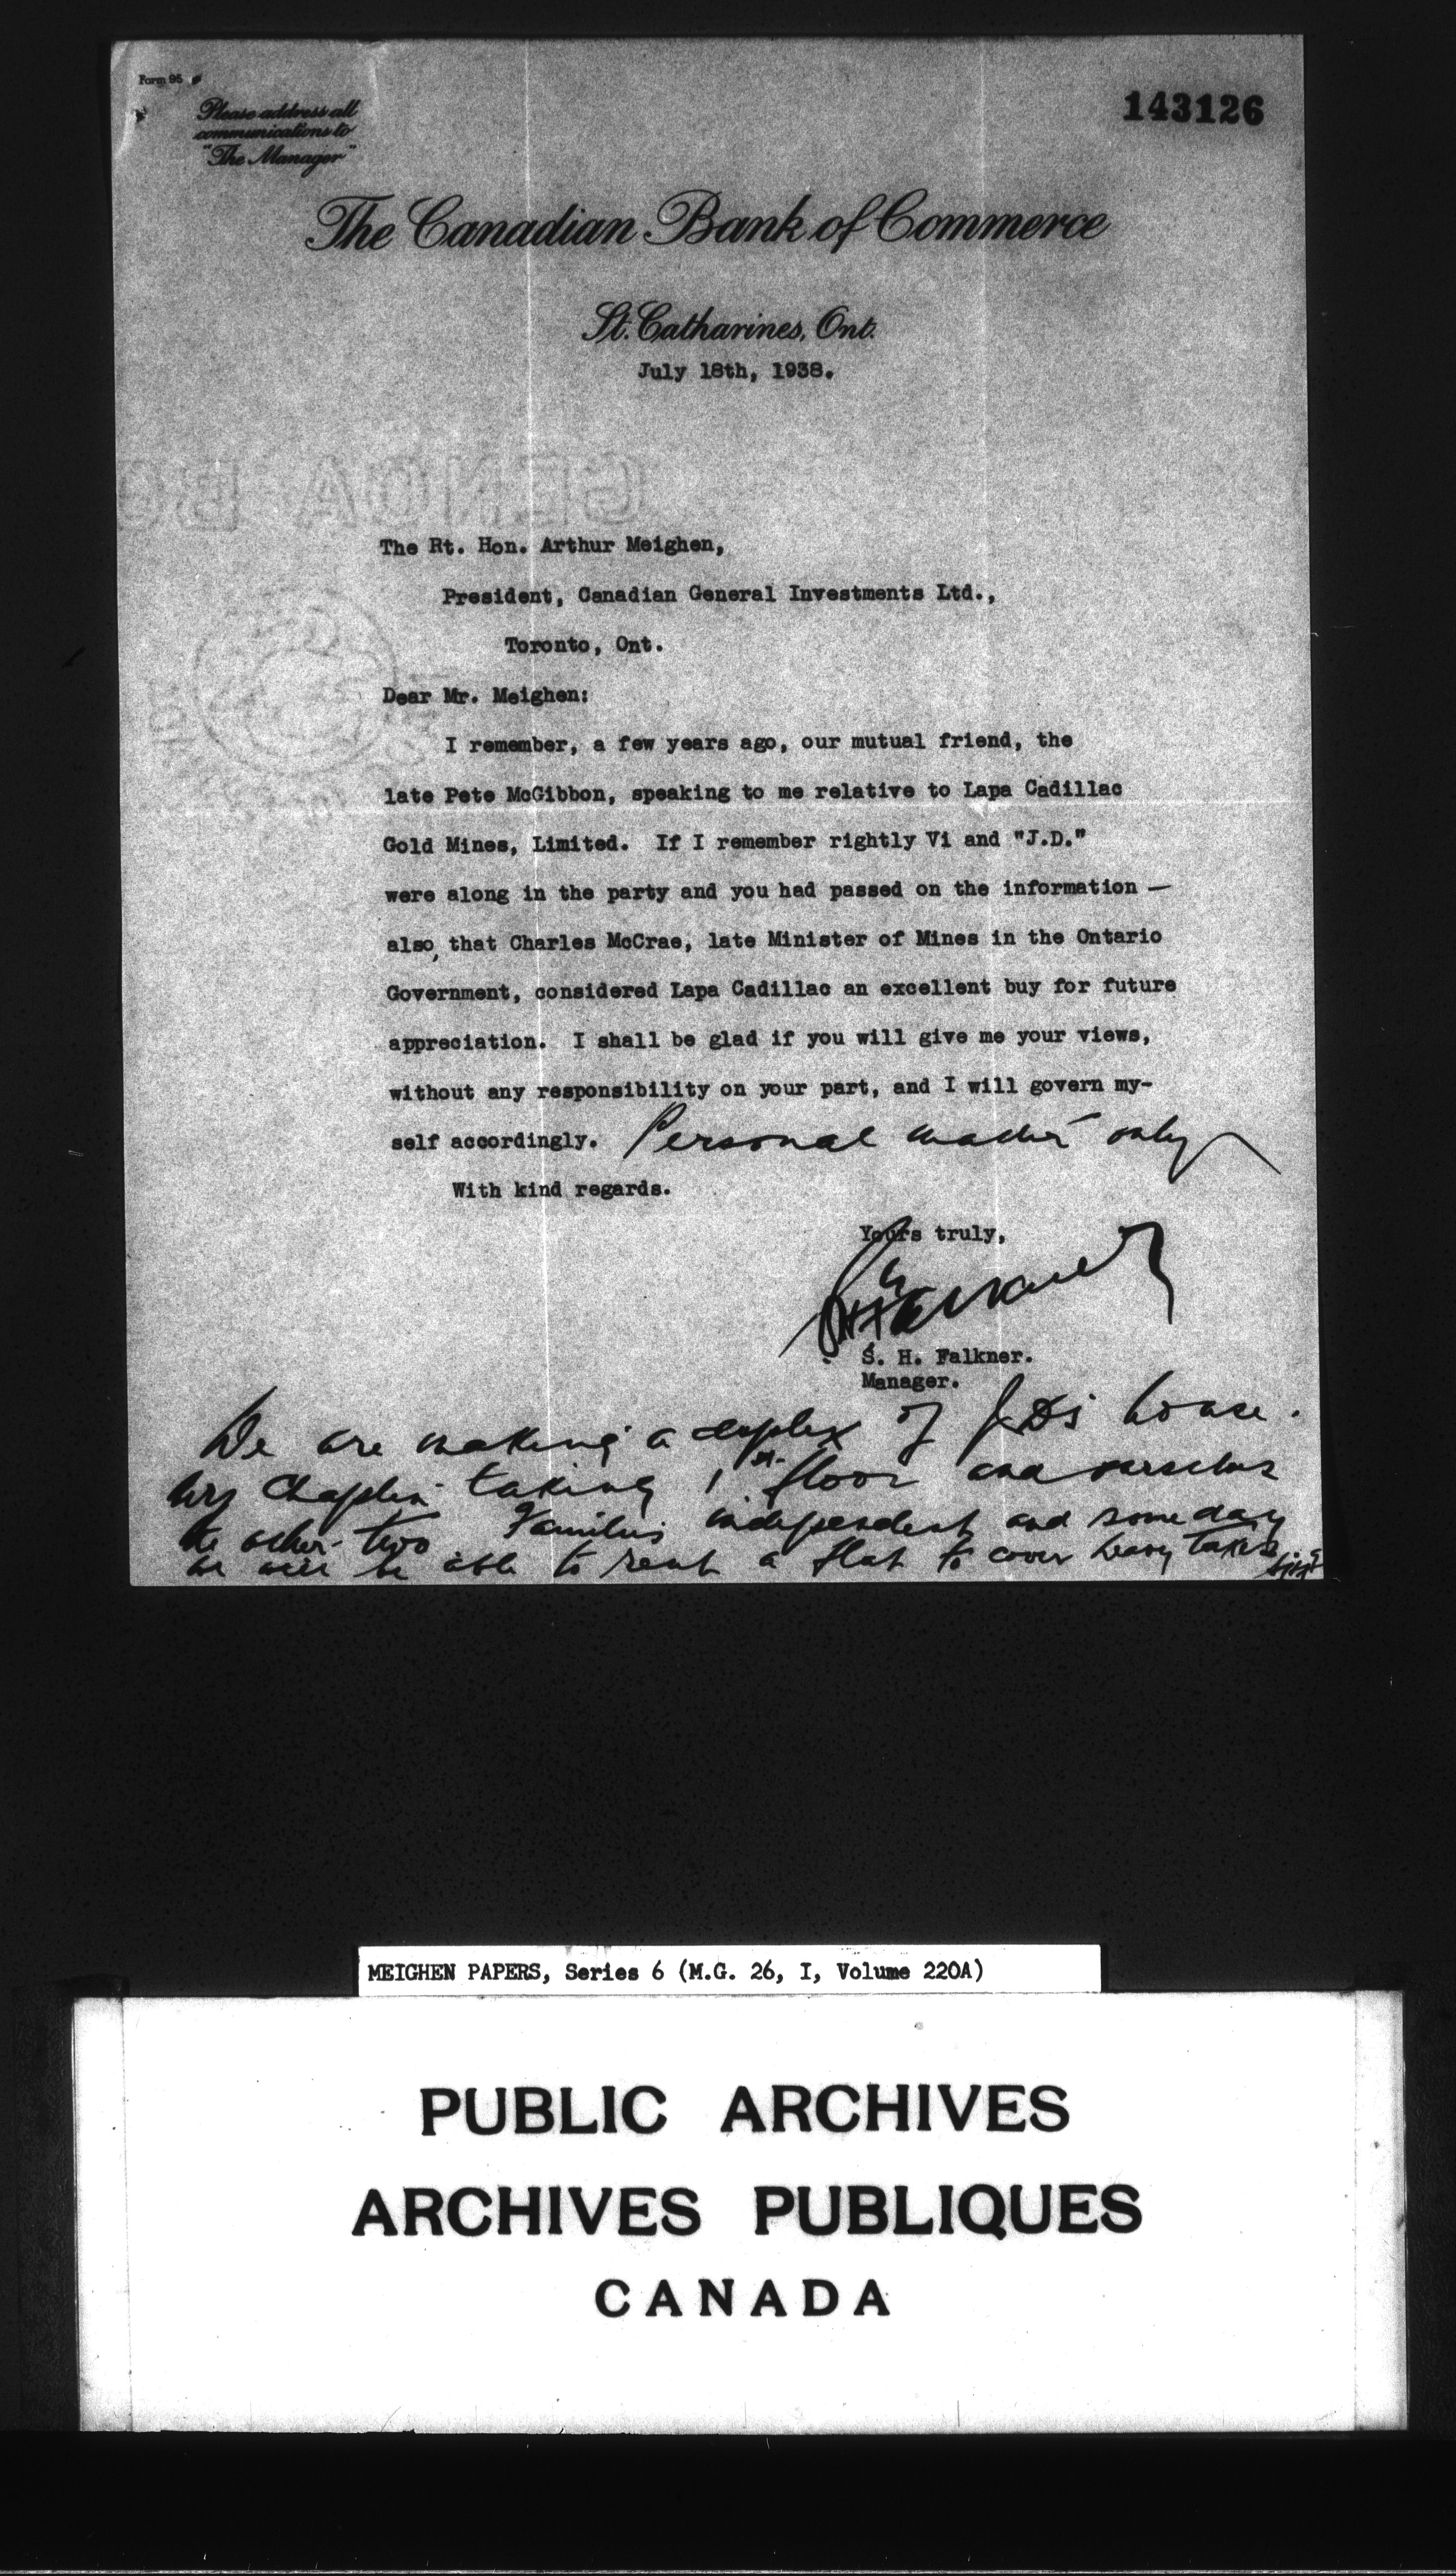 Form 95
143126
Please address all
communications to
"The Manager"
The Canadian Bank of Commerce
St. Catharines, Ont.
July 18th, 1938.
The Rt. Hon. Arthur Meighen,
President, Canadian General Investments Ltd.,
Toronto, Ont.
Dear Mr. Meighen:
I remember, a few years ago, our mutual friend, the
late Pete McGibbon, speaking to me relative to Lapa Cadillac
Gold Mines, Limited. If I remember rightly Vi and "J.D."
were along in the party and you had passed on the information —
also, that Charles McCrae, late Minister of Mines in the Ontario
Government, considered Lapa Cadillac an excellent buy for future
appreciation. I shall be glad if you will give me your views,
without any responsibility on your part, and I will govern my-
self accordingly. Personal matter only
With kind regards.
Yours truly,
S. H. Falkner.
Manager.
We are making a duplex of J.D's house.
Mrs Chaplin taking 1st floor and ourselves
the other two Families independent and some day
we will be able to rent a flat to cover heavy taxes
MEIGHEN PAPERS, Series 6 (M.G. 26, I, Volume 220A)
PUBLIC ARCHIVES
ARCHIVES PUBLIQUES
CANADA